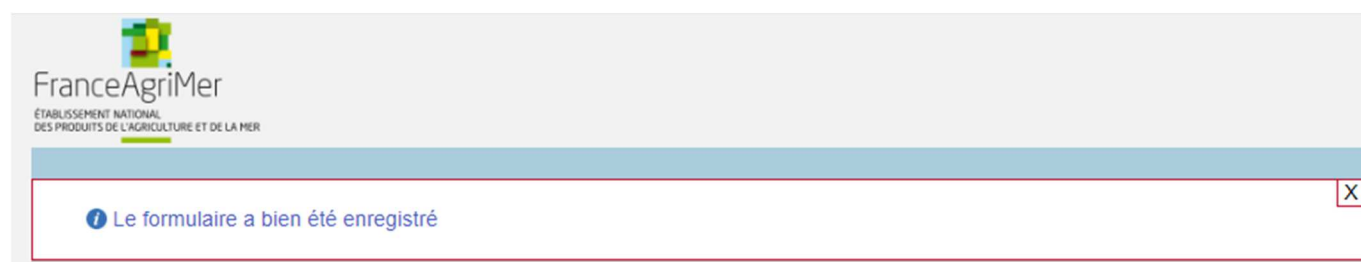 FranceAgriMer
ÉTABLISSEMENT NATIONAL
DES PRODUITS DE L'AGRICULTURE ET DE LA MER
X
i Le formulaire a bien été enregistré